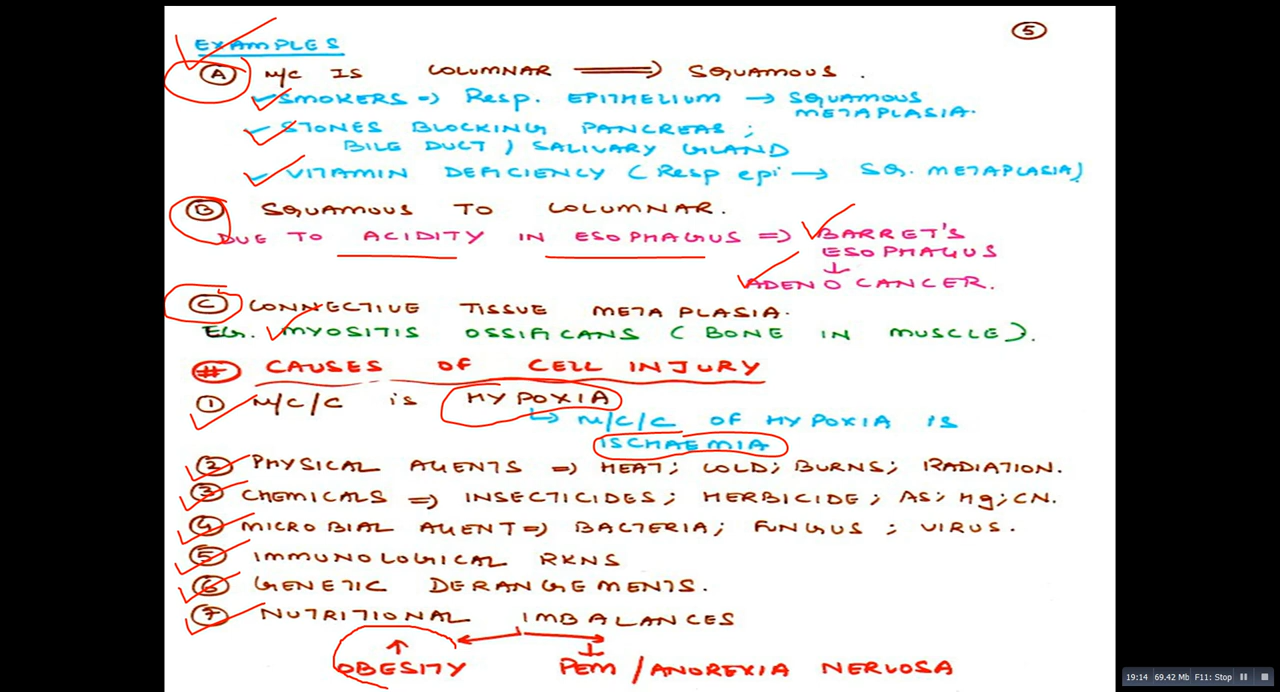 5
EXAMPLES
A M/C IS COLUMNAR ⟹ SQUAMOUS.
SMOKERS => Resp. EPITHELIUM → SQUAMOUS METAPLASIA.
STONES BLOCKING PANCREAS;
BILE DUCT / SALIVARY GLAND
VITAMIN DEFICIENCY (Resp epi → SQ. METAPLASIA)
B SQUAMOUS TO COLUMNAR.
DUE TO ACIDITY IN ESOPHAGUS => BARRET'S
ESOPHAGUS
↓
ADENO CANCER.
C CONNECTIVE TISSUE METAPLASIA.
EG. MYOSITIS OSSIFICANS (BONE IN MUSCLE).
# CAUSES OF CELL INJURY
1 M/C/C is HYPOXIA
↳ M/C/C OF HYPOXIA IS
ISCHAEMIA
2 PHYSICAL AGENTS => HEAT; COLD; BURNS; RADIATION.
3 CHEMICALS => INSECTICIDES; HERBICIDE; AS; Hg; CN.
4 MICROBIAL AGENT => BACTERIA; FUNGUS; VIRUS.
5 IMMUNOLOGICAL RXNS
6 GENETIC DERANGEMENTS.
7 NUTRITIONAL IMBALANCES
↑ ↓
OBESITY PEM / ANOREXIA NERVOSA
19:14 69.42 Mb F11: Stop